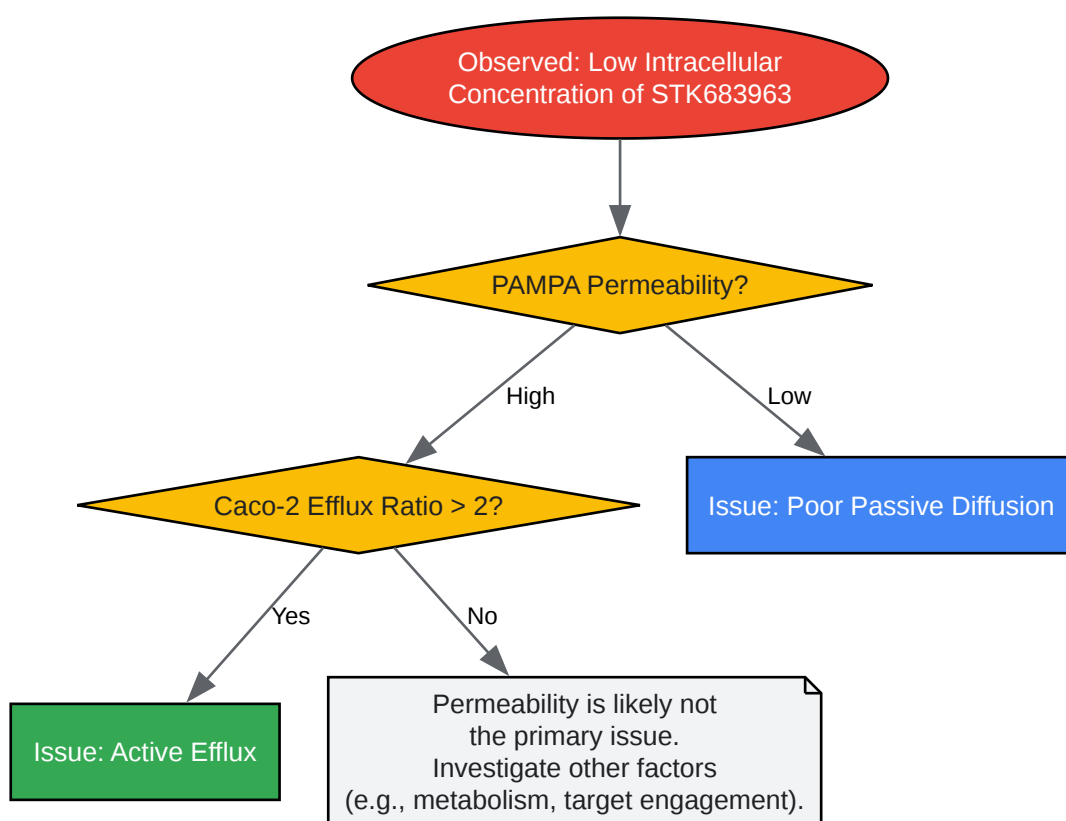 Observed: Low Intracellular
Concentration of STK683963
PAMPA Permeability?
High
Low
Caco-2 Efflux Ratio > 2?
Issue: Poor Passive Diffusion
Yes
No
Issue: Active Efflux
Permeability is likely not
the primary issue.
Investigate other factors
(e.g., metabolism, target engagement).